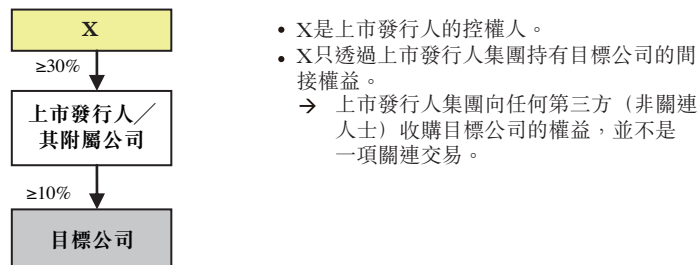 X
≥30%
上市發行人╱
其附屬公司
≥10%
目標公司
• X是上市發行人的控權人。
• X只透過上市發行人集團持有目標公司的間
接權益。
→ 上市發行人集團向任何第三方（非關連
人士）收購目標公司的權益，並不是
一項關連交易。